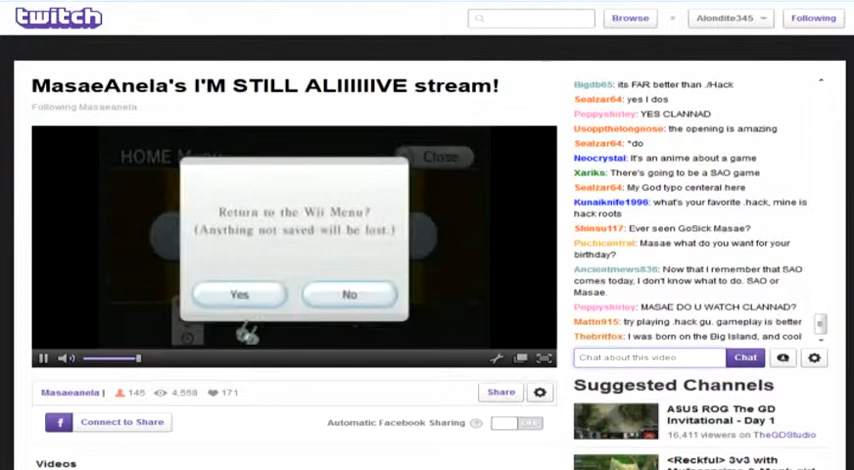 twitch
Browse
Alondite345
Following
MasaeAnela's I'M STILL ALIIIIIIVE stream!
Following Masaeanela
HOME
Close
Return to the Wii Menu?
(Anything not saved will be lost.)
Yes
No
Masaeanela |
145
4,558
171
Share
Connect to Share
Automatic Facebook Sharing
OFF
Videos
Bigdb65: its FAR better than ./Hack
Sealzar64: yes I dos
Peppyshirley: YES CLANNAD
Usoppthelongnose: the opening is amazing
Sealzar64: *do
Neocrystal: It's an anime about a game
Xariks: There's going to be a SAO game
Sealzar64: My God typo centeral here
Kunaiknife1996: what's your favorite .hack, mine is
hack roots
Shinsu117: Ever seen GoSick Masae?
Puchicentral: Masae what do you want for your
birthday?
Ancientmews836: Now that I remember that SAO
comes today, I don't know what to do. SAO or
Masae.
Peppyshirley: MASAE DO U WATCH CLANNAD?
Mattn915: try playing .hack gu. gameplay is better
Thebritfox: I was born on the Big Island, and cool
Chat about this video
Chat
Suggested Channels
ASUS ROG The GD
Invitational - Day 1
16,411 viewers on TheGDStudio
<Reckful> 3v3 with